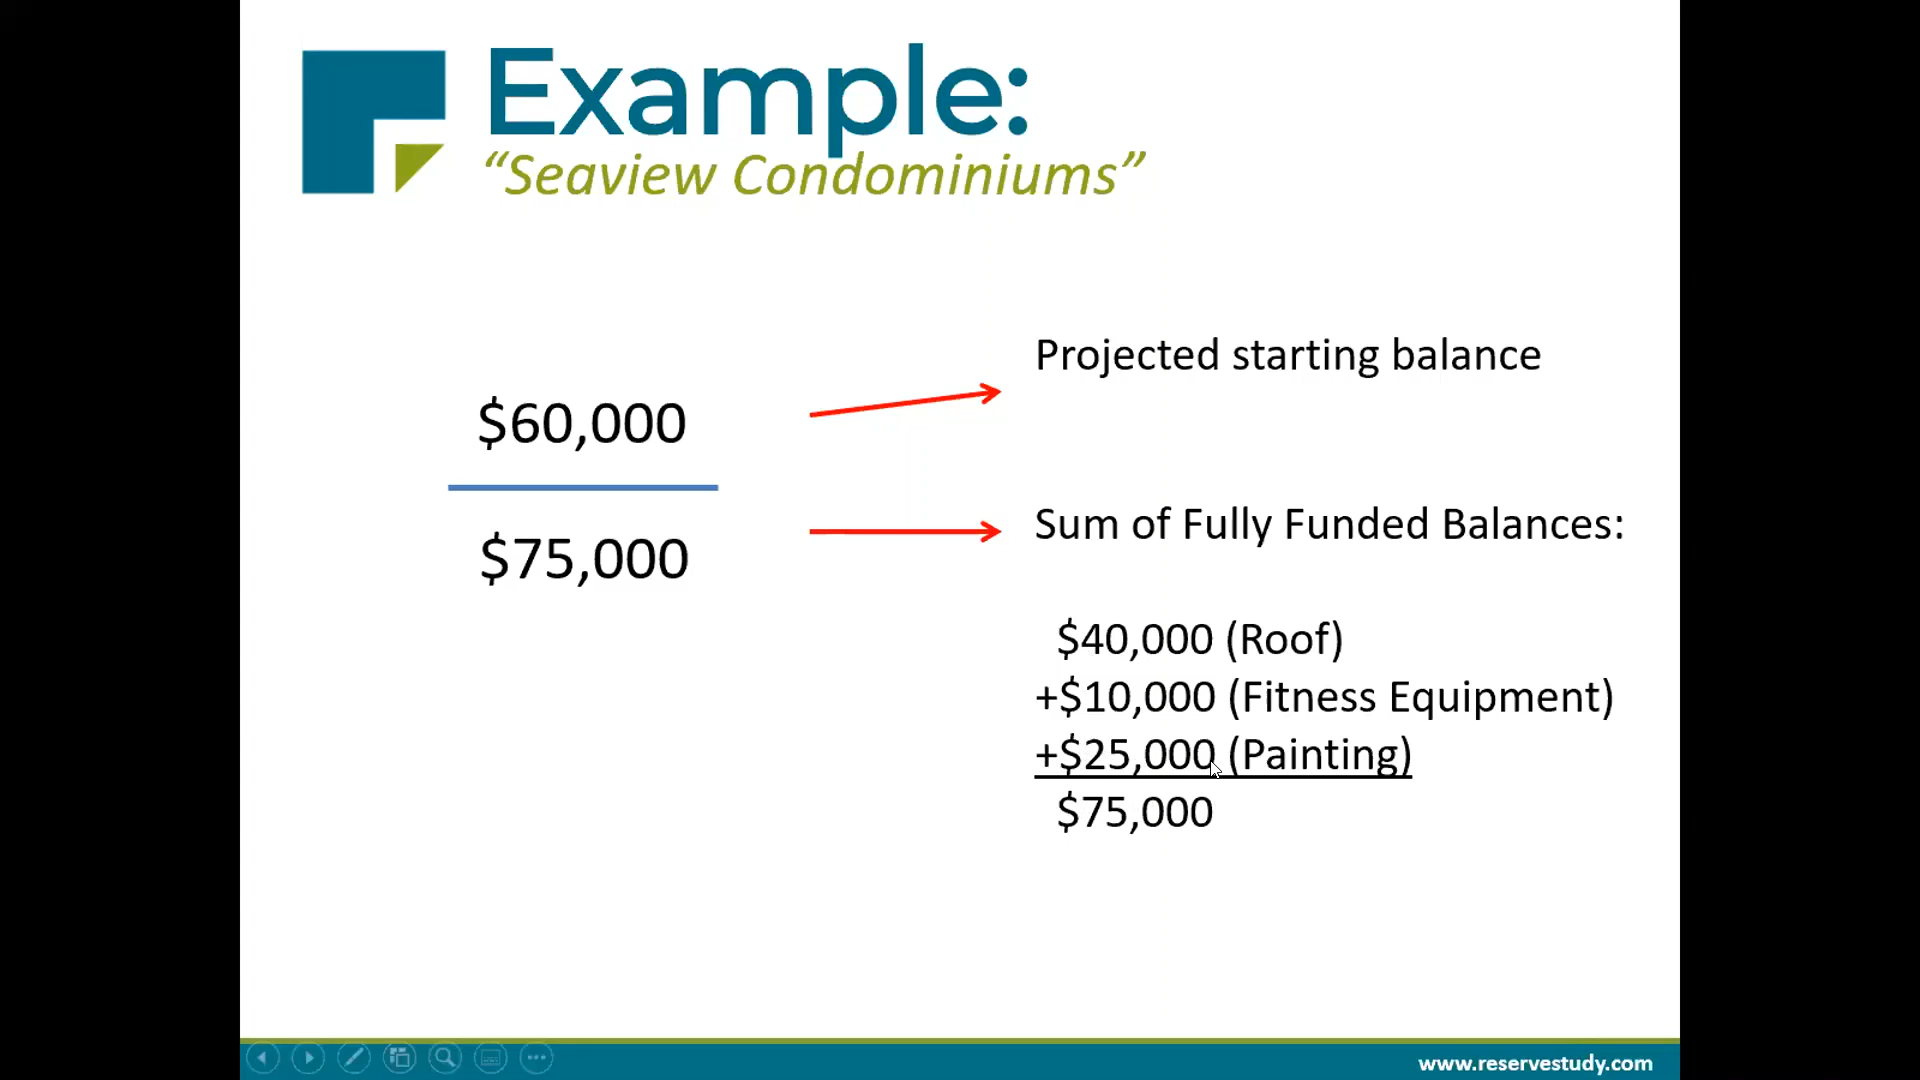 Example:
“Seaview Condominiums”
$60,000
$75,000
Projected starting balance
Sum of Fully Funded Balances:
$40,000 (Roof)
+$10,000 (Fitness Equipment)
+$25,000 (Painting)
$75,000
www.reservestudy.com